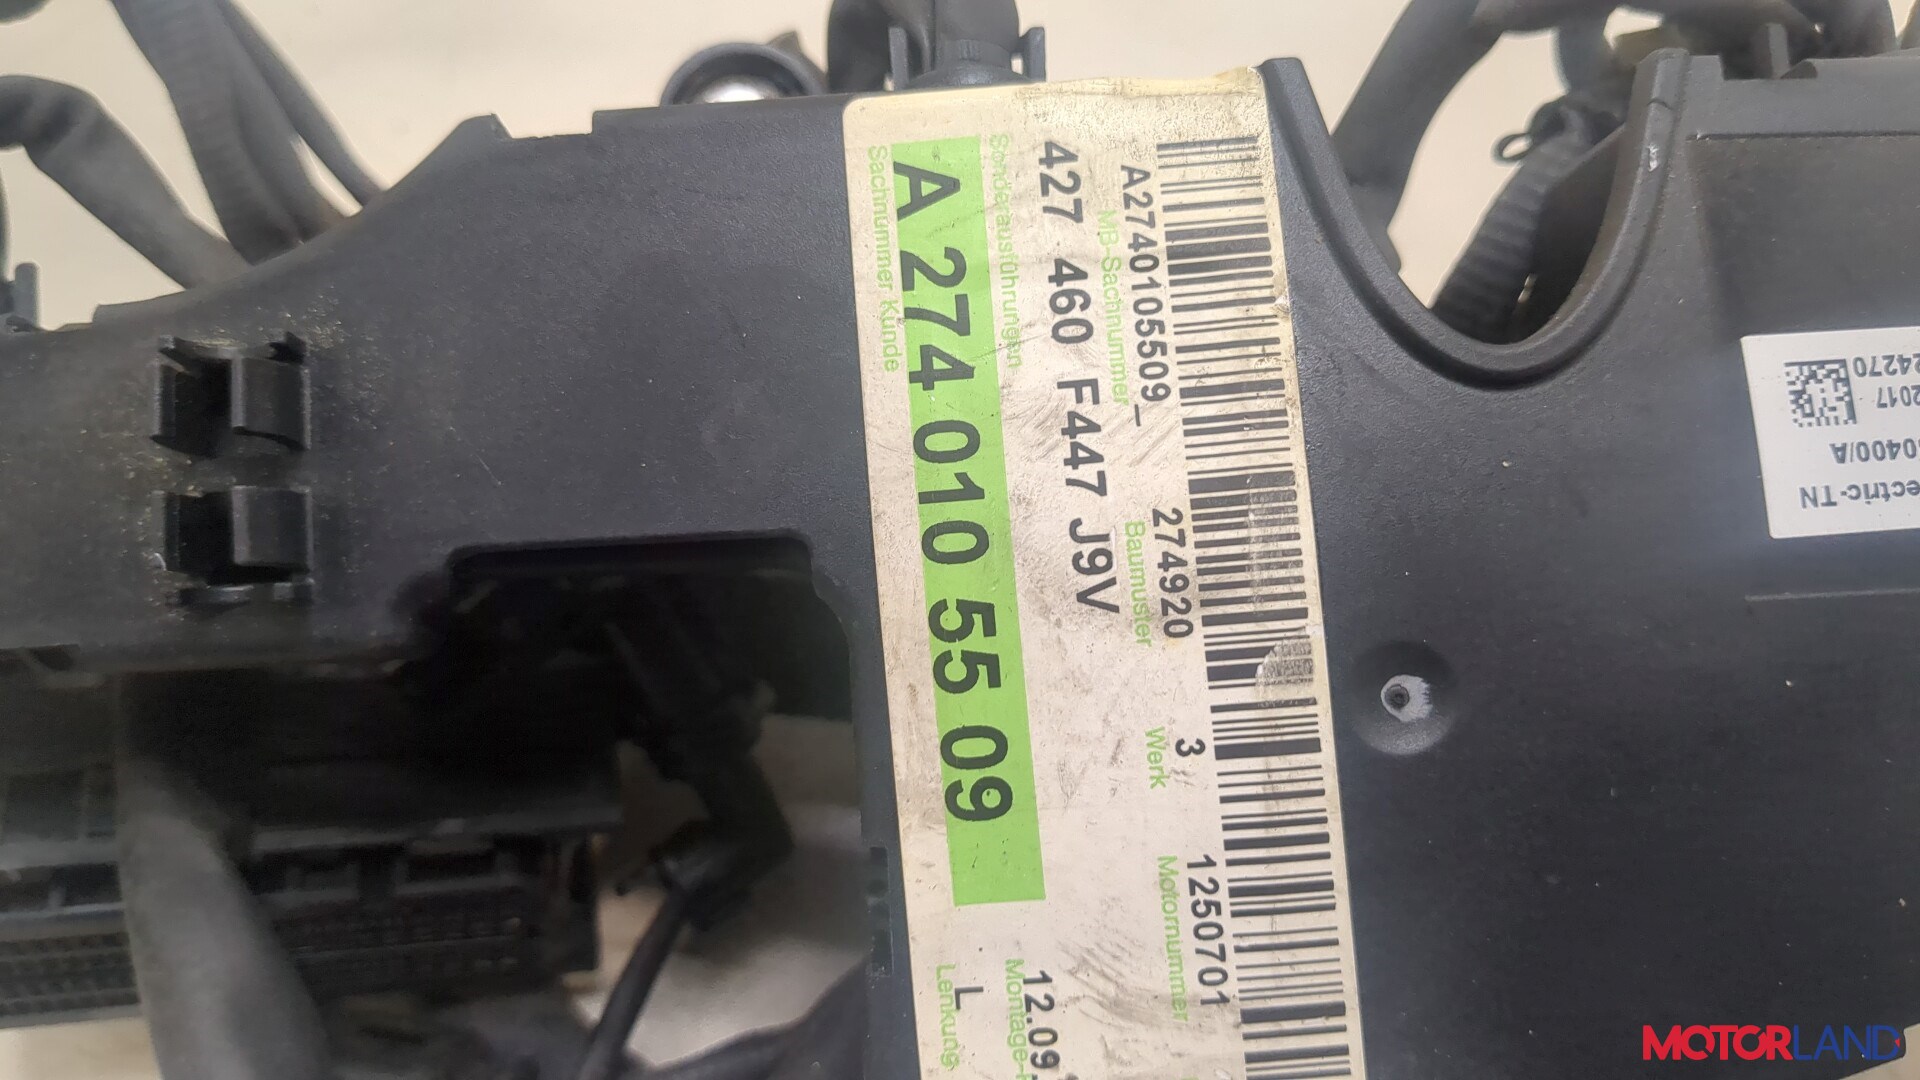 A2740105509_ 274920 3 1250701
MB-Sachnummer Baumuster Werk Motornummer
427 460 F447 J9V 12.09
Sonderausführungen
A 274 010 55 09 L
Sachnummer Kunde Lenkung
ectric-TN
0400/A
2017
24270
MOTORLAND